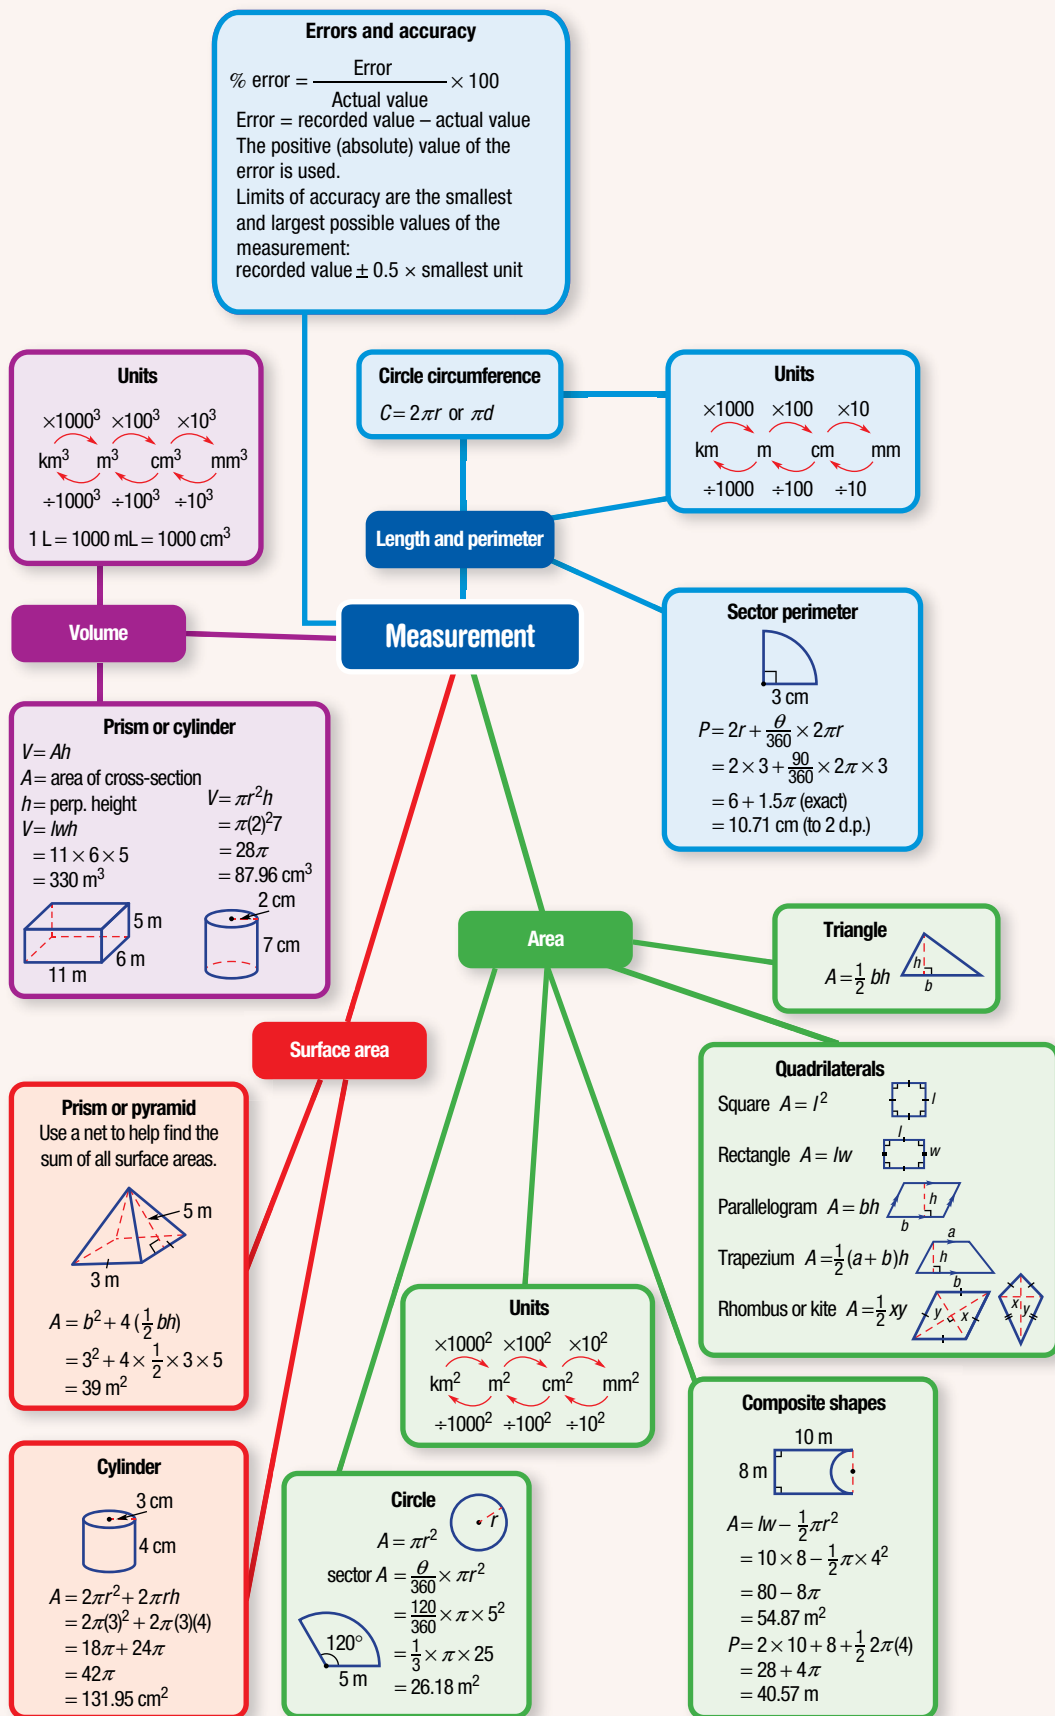 Errors and accuracy
% error = Error / Actual value × 100
Error = recorded value – actual value
The positive (absolute) value of the
error is used.
Limits of accuracy are the smallest
and largest possible values of the
measurement:
recorded value ± 0.5 × smallest unit
Units
×1000³ ×100³ ×10³
km³ m³ cm³ mm³
÷1000³ ÷100³ ÷10³
1 L = 1000 mL = 1000 cm³
Circle circumference
C = 2πr or πd
Units
×1000 ×100 ×10
km m cm mm
÷1000 ÷100 ÷10
Length and perimeter
Volume
Measurement
Sector perimeter
3 cm
P = 2r + θ/360 × 2πr
= 2 × 3 + 90/360 × 2π × 3
= 6 + 1.5π (exact)
= 10.71 cm (to 2 d.p.)
Prism or cylinder
V = Ah
A = area of cross-section
h = perp. height
V = lwh
= 11 × 6 × 5
= 330 m³
5 m
6 m
11 m
V = πr²h
= π(2)²7
= 28π
= 87.96 cm³
2 cm
7 cm
Area
Triangle
A = ½ bh
h
b
Surface area
Quadrilaterals
Square A = l²
l
Rectangle A = lw
l
w
Parallelogram A = bh
h
b
Trapezium A = ½(a + b)h
a
h
b
Rhombus or kite A = ½ xy
y x
x y
Prism or pyramid
Use a net to help find the
sum of all surface areas.
5 m
3 m
A = b² + 4 (½ bh)
= 3² + 4 × ½ × 3 × 5
= 39 m²
Units
×1000² ×100² ×10²
km² m² cm² mm²
÷1000² ÷100² ÷10²
Cylinder
3 cm
4 cm
A = 2πr² + 2πrh
= 2π(3)² + 2π(3)(4)
= 18π + 24π
= 42π
= 131.95 cm²
Circle
r
A = πr²
sector A = θ/360 × πr²
= 120/360 × π × 5²
= ⅓ × π × 25
= 26.18 m²
120°
5 m
Composite shapes
10 m
8 m
A = lw – ½πr²
= 10 × 8 – ½π × 4²
= 80 – 8π
= 54.87 m²
P = 2 × 10 + 8 + ½ 2π(4)
= 28 + 4π
= 40.57 m